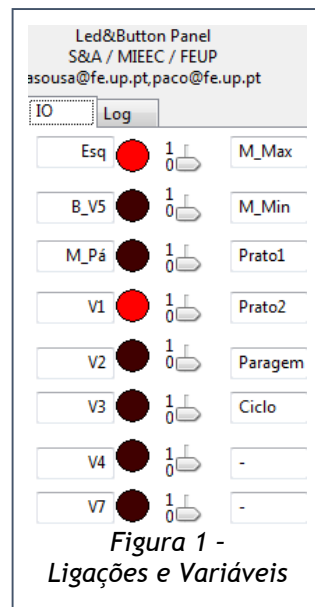 Led&Button Panel
S&A / MIEEC / FEUP
asousa@fe.up.pt,paco@fe.up.pt
IO Log
Esq 1 0 M_Max
B_V5 1 0 M_Min
M_Pá 1 0 Prato1
V1 1 0 Prato2
V2 1 0 Paragem
V3 1 0 Ciclo
V4 1 0 -
V7 1 0 -
Figura 1 –
Ligações e Variáveis